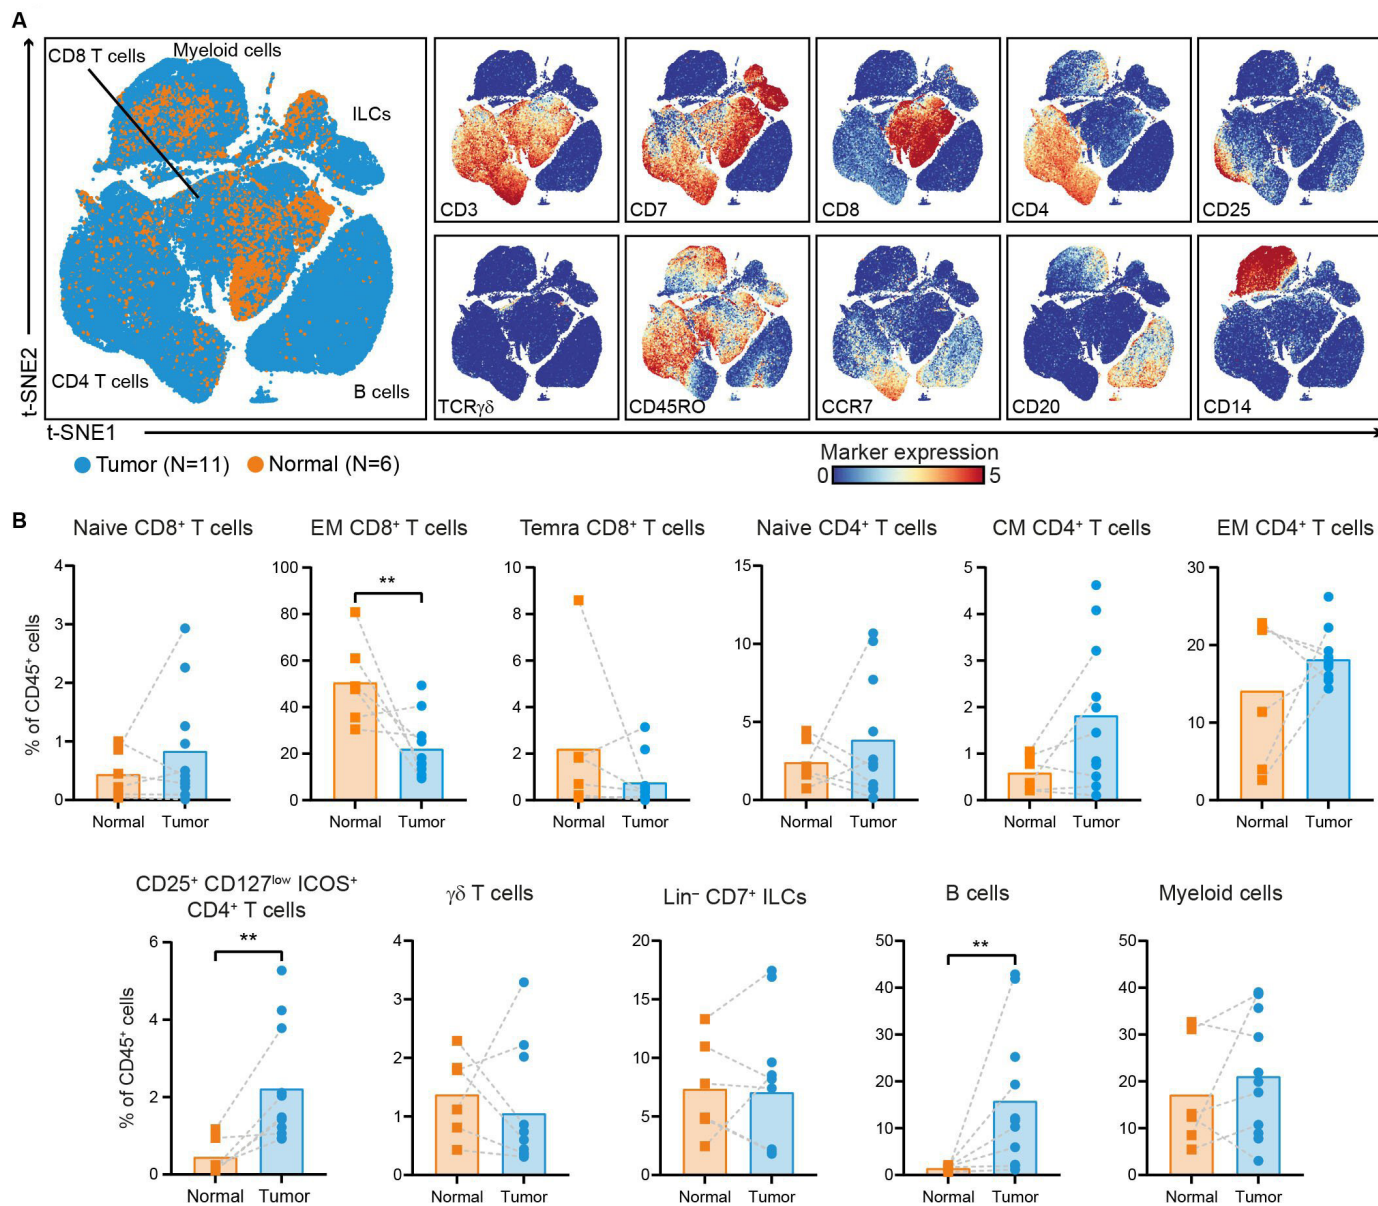 A
CD8 T cells
Myeloid cells
ILCs
CD4 T cells
B cells
t-SNE2
t-SNE1
CD3
CD7
CD8
CD4
CD25
TCRγδ
CD45RO
CCR7
CD20
CD14
Tumor (N=11)
Normal (N=6)
Marker expression
0
5
B
Naive CD8⁺ T cells
% of CD45⁺ cells
4
3
2
1
0
Normal
Tumor
EM CD8⁺ T cells
**
100
80
60
40
20
0
Normal
Tumor
Temra CD8⁺ T cells
10
8
6
4
2
0
Normal
Tumor
Naive CD4⁺ T cells
15
10
5
0
Normal
Tumor
CM CD4⁺ T cells
5
4
3
2
1
0
Normal
Tumor
EM CD4⁺ T cells
30
20
10
0
Normal
Tumor
CD25⁺ CD127ˡᵒʷ ICOS⁺
CD4⁺ T cells
**
% of CD45⁺ cells
6
4
2
0
Normal
Tumor
γδ T cells
4
3
2
1
0
Normal
Tumor
Lin⁻ CD7⁺ ILCs
20
15
10
5
0
Normal
Tumor
B cells
**
50
40
30
20
10
0
Normal
Tumor
Myeloid cells
50
40
30
20
10
0
Normal
Tumor